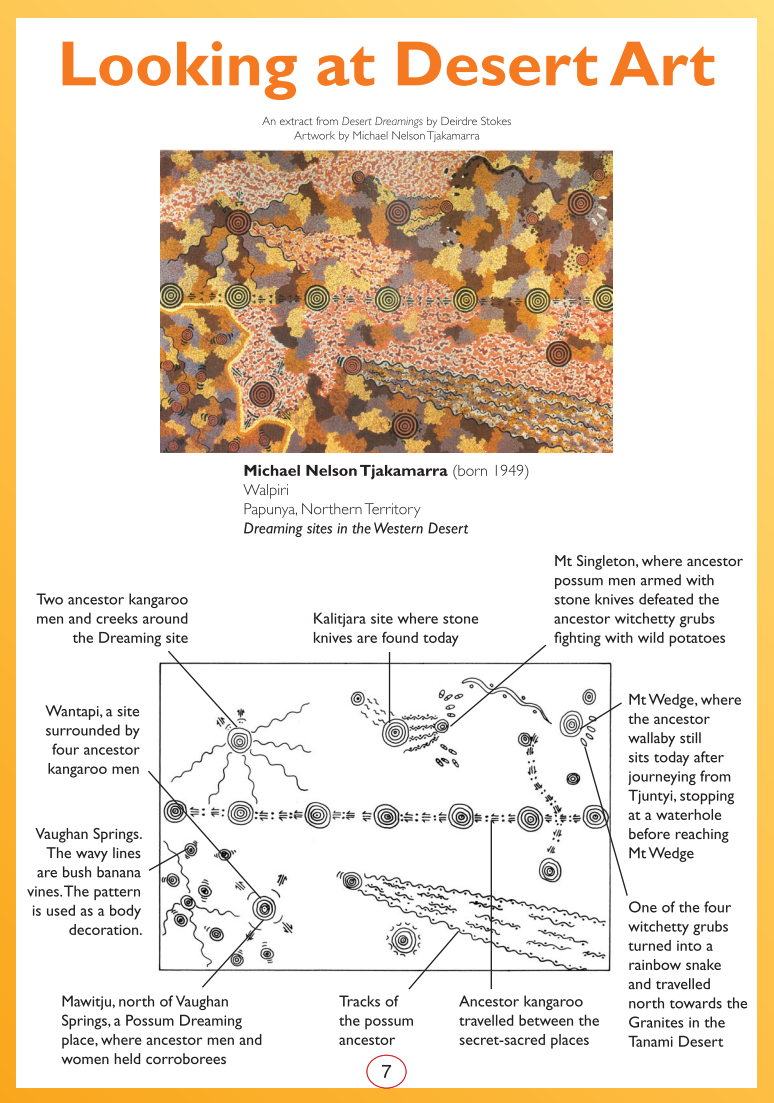 Looking at Desert Art
An extract from Desert Dreamings by Deirdre Stokes
Artwork by Michael Nelson Tjakamarra
Michael Nelson Tjakamarra (born 1949)
Walpiri
Papunya, Northern Territory
Dreaming sites in the Western Desert
Two ancestor kangaroo
men and creeks around
the Dreaming site
Kalitjara site where stone
knives are found today
Mt Singleton, where ancestor
possum men armed with
stone knives defeated the
ancestor witchetty grubs
fighting with wild potatoes
Wantapi, a site
surrounded by
four ancestor
kangaroo men
Mt Wedge, where
the ancestor
wallaby still
sits today after
journeying from
Tjuntyi, stopping
at a waterhole
before reaching
Mt Wedge
Vaughan Springs.
The wavy lines
are bush banana
vines. The pattern
is used as a body
decoration.
One of the four
witchetty grubs
turned into a
rainbow snake
and travelled
north towards the
Granites in the
Tanami Desert
Mawitju, north of Vaughan
Springs, a Possum Dreaming
place, where ancestor men and
women held corroborees
Tracks of
the possum
ancestor
Ancestor kangaroo
travelled between the
secret-sacred places
7